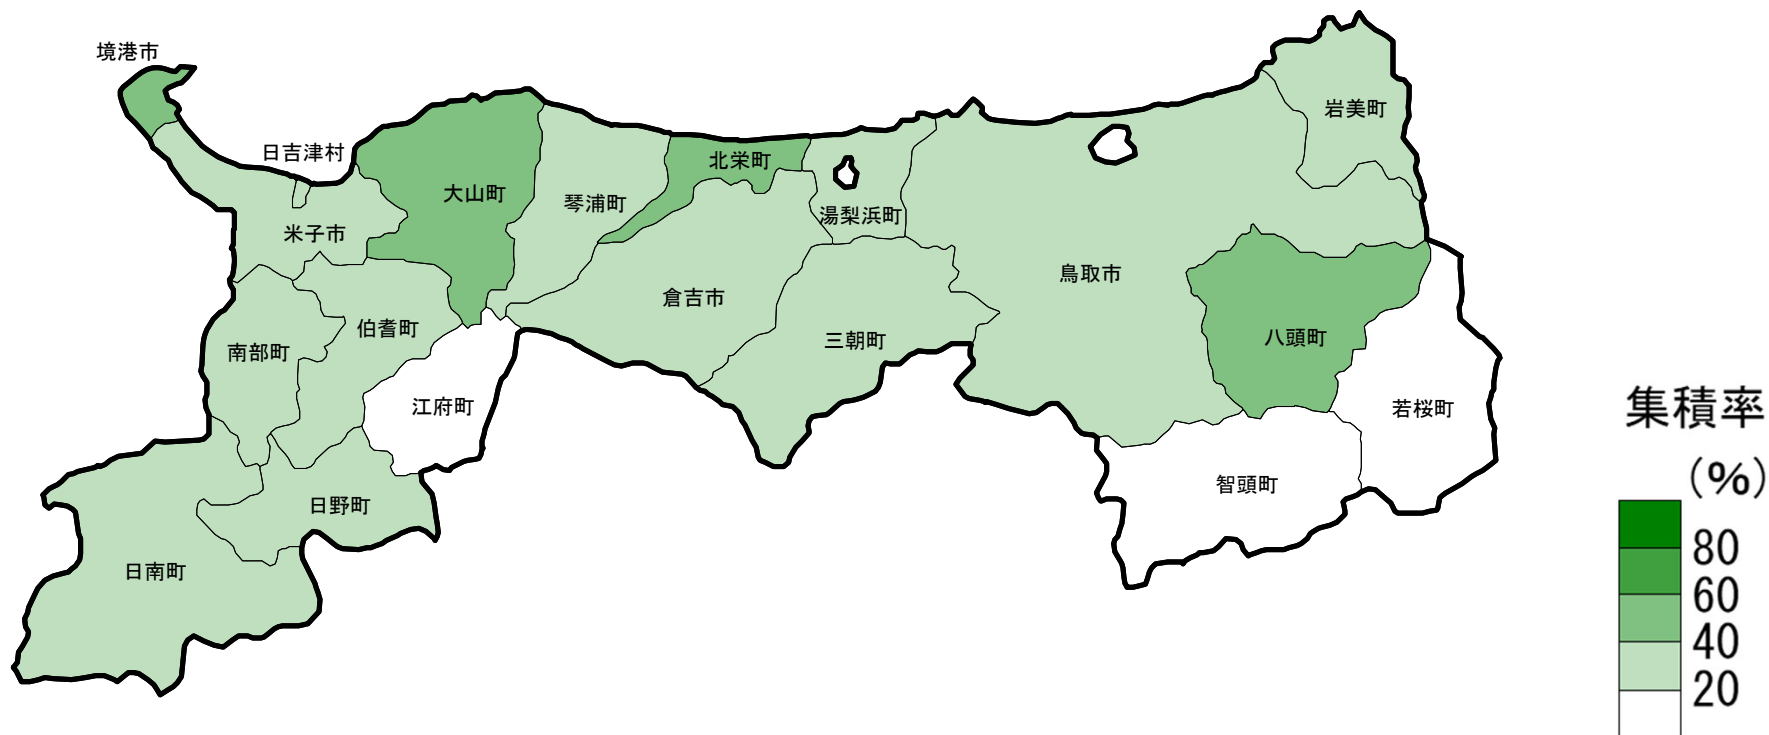 境港市
岩美町
日吉津村
北栄町
大山町
琴浦町
湯梨浜町
米子市
鳥取市
倉吉市
伯耆町
八頭町
三朝町
南部町
江府町
若桜町
智頭町
日野町
日南町
集積率
(%)
80
60
40
20